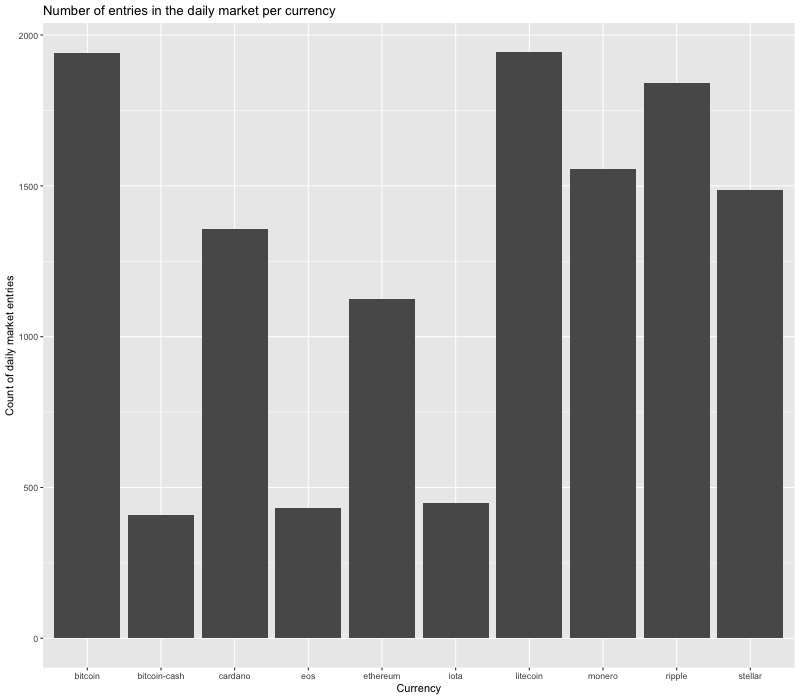 Number of entries in the daily market per currency
Count of daily market entries
2000
1500
1000
500
0
bitcoin bitcoin-cash cardano eos ethereum iota litecoin monero ripple stellar
Currency